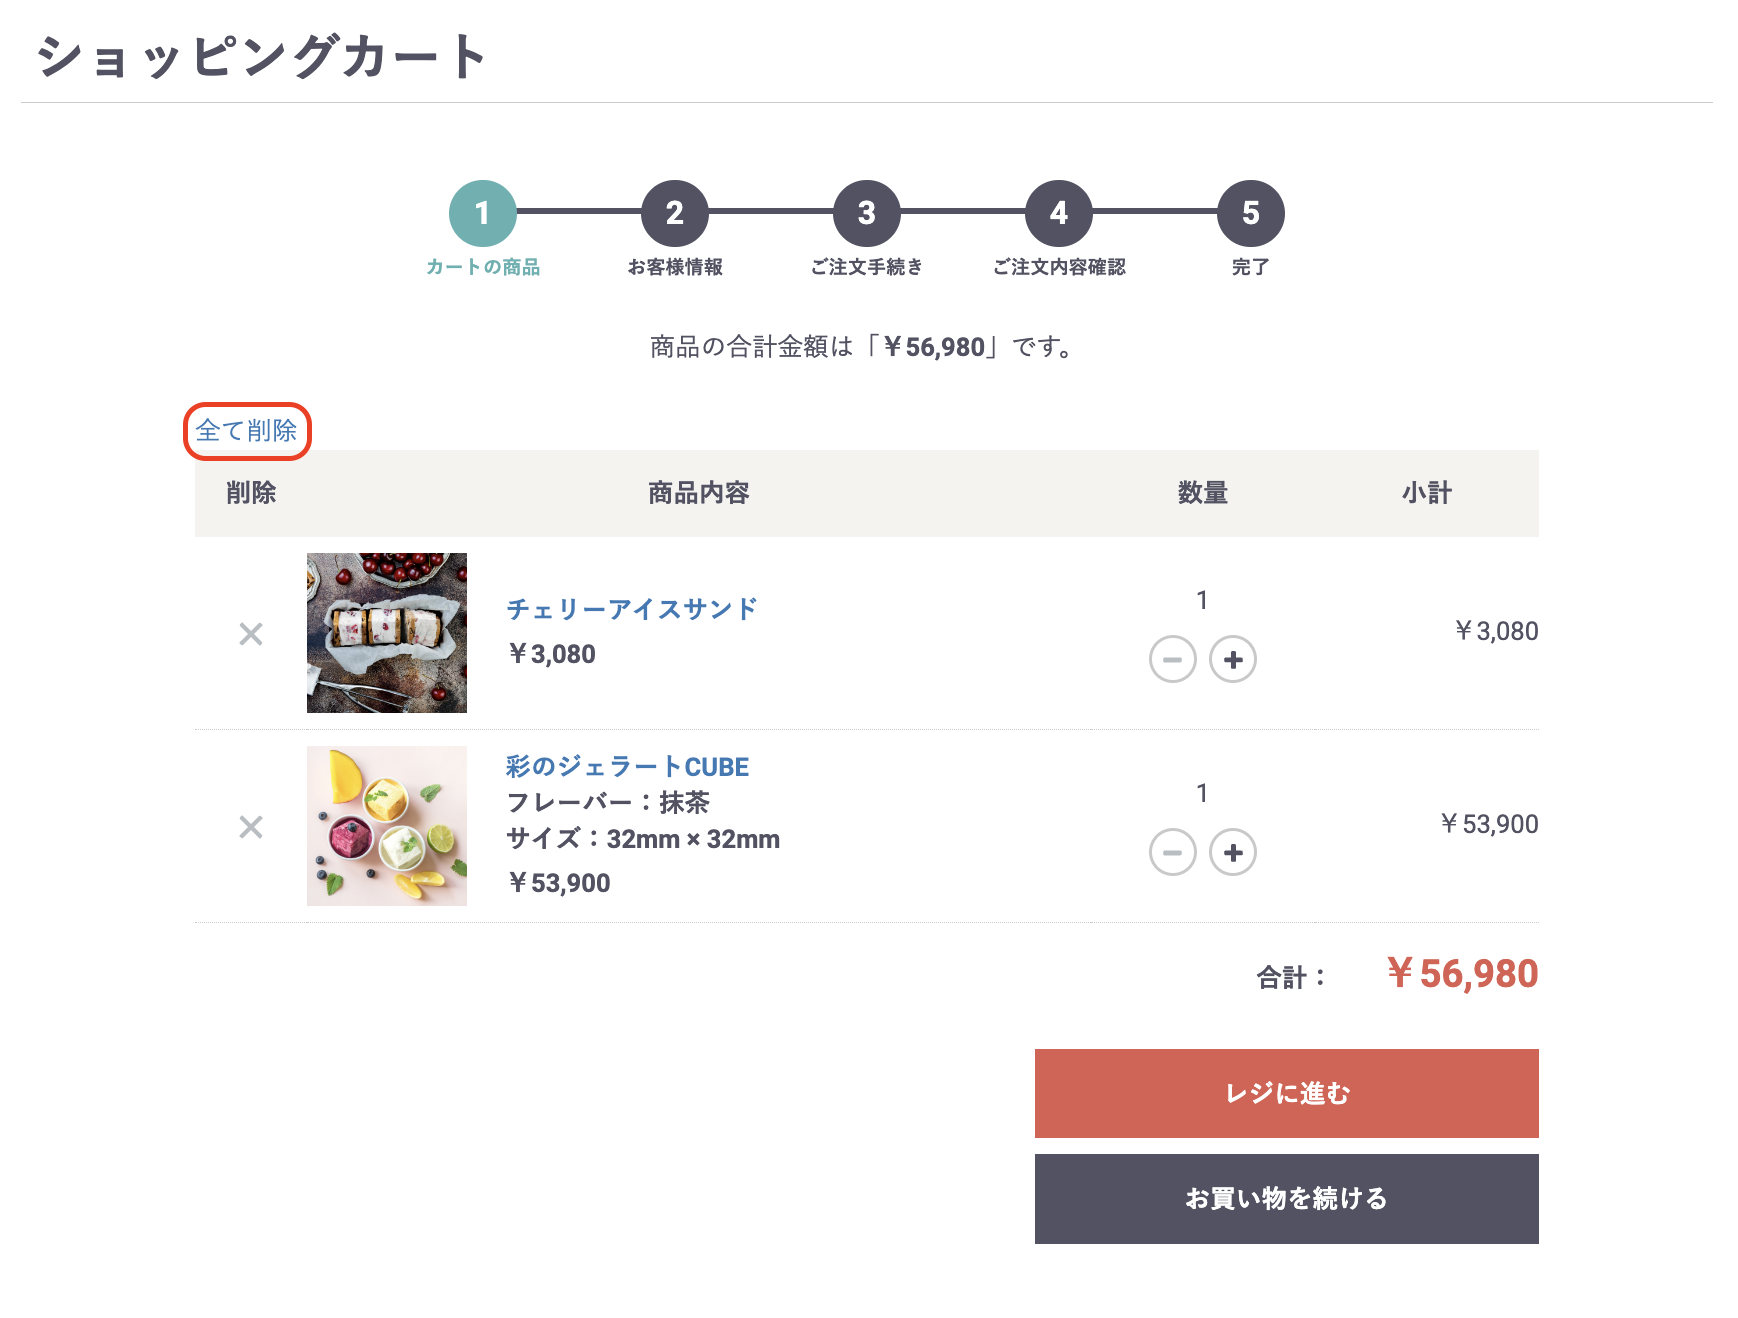 ショッピングカート
1 2 3 4 5
カートの商品 お客様情報 ご注文手続き ご注文内容確認 完了
商品の合計金額は「￥56,980」です。
全て削除
削除 商品内容 数量 小計
チェリーアイスサンド
￥3,080
1
￥3,080
彩のジェラートCUBE
フレーバー：抹茶
サイズ：32mm × 32mm
￥53,900
1
￥53,900
合計： ￥56,980
レジに進む
お買い物を続ける